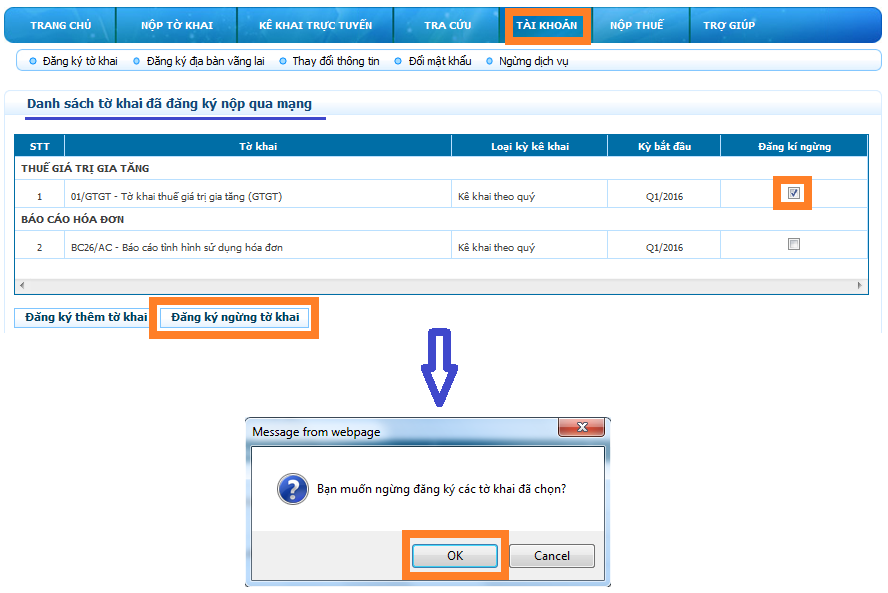 TRANG CHỦ NỘP TỜ KHAI KÊ KHAI TRỰC TUYẾN TRA CỨU TÀI KHOẢN NỘP THUẾ TRỢ GIÚP
Đăng ký tờ khai Đăng ký địa bàn vãng lai Thay đổi thông tin Đổi mật khẩu Ngừng dịch vụ
Danh sách tờ khai đã đăng ký nộp qua mạng
STT Tờ khai Loại kỳ kê khai Kỳ bắt đầu Đăng kí ngừng
THUẾ GIÁ TRỊ GIA TĂNG
1 01/GTGT - Tờ khai thuế giá trị gia tăng (GTGT) Kê khai theo quý Q1/2016
BÁO CÁO HÓA ĐƠN
2 BC26/AC - Báo cáo tình hình sử dụng hóa đơn Kê khai theo quý Q1/2016
Đăng ký thêm tờ khai Đăng ký ngừng tờ khai
Message from webpage
Bạn muốn ngừng đăng ký các tờ khai đã chọn?
OK Cancel